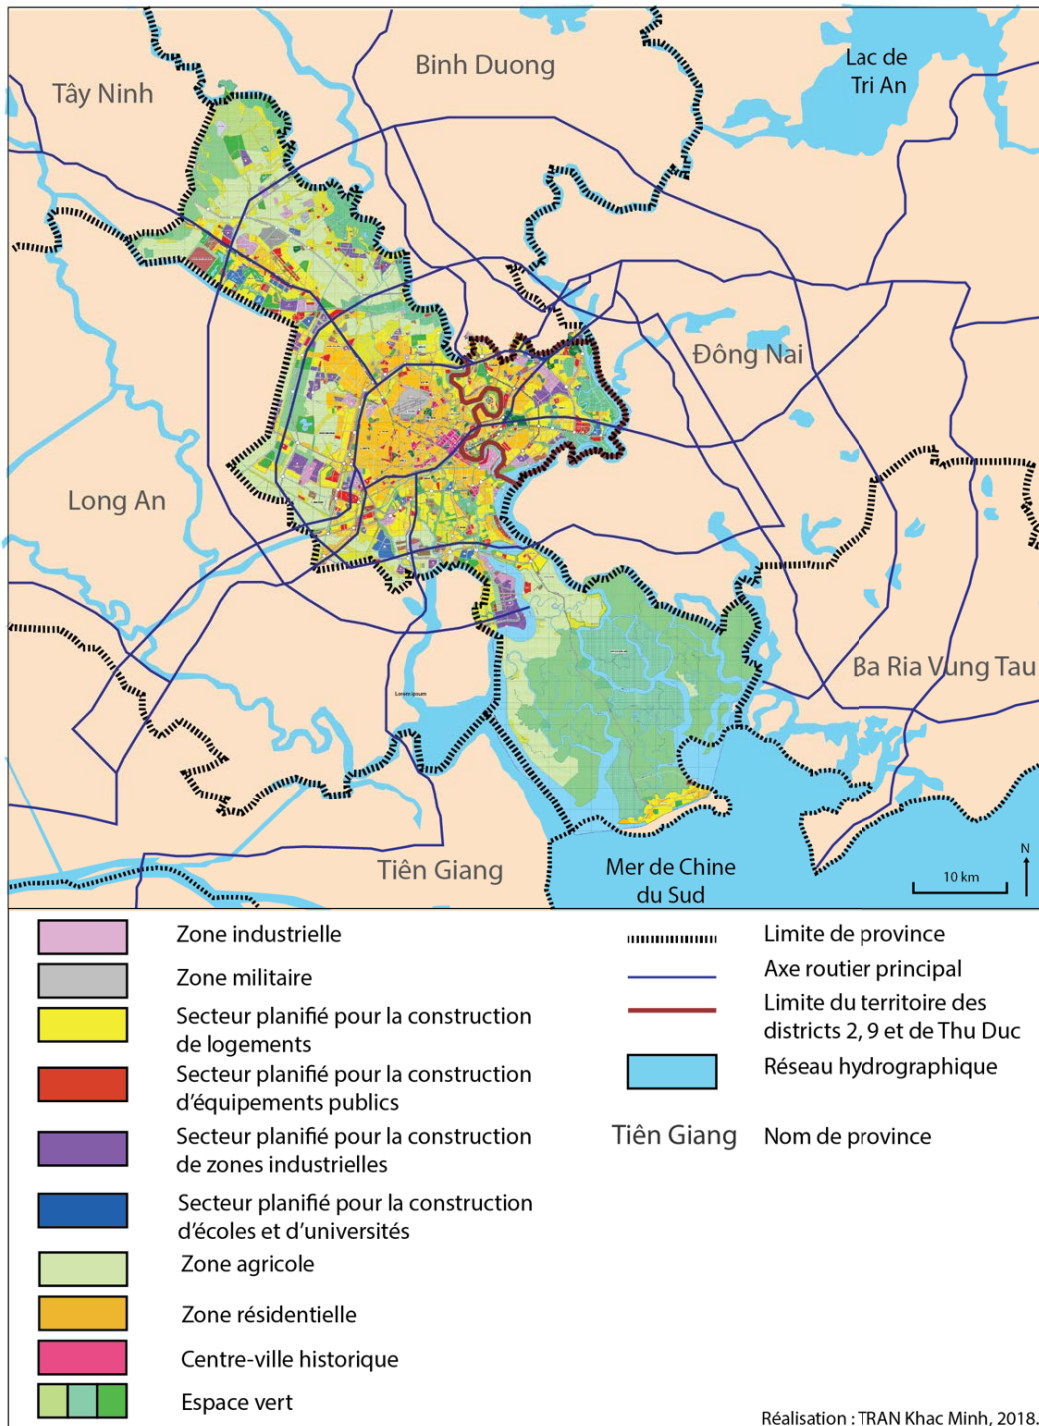 Binh Duong
Lac de
Tri An
Tây Ninh
Đông Nai
Long An
Ba Ria Vung Tau
Lorem ipsum
Tiên Giang
Mer de Chine
du Sud
N
10 km
Zone industrielle
Zone militaire
Secteur planifié pour la construction
de logements
Secteur planifié pour la construction
d'équipements publics
Secteur planifié pour la construction
de zones industrielles
Secteur planifié pour la construction
d'écoles et d'universités
Zone agricole
Zone résidentielle
Centre-ville historique
Espace vert
Limite de province
Axe routier principal
Limite du territoire des
districts 2, 9 et de Thu Duc
Réseau hydrographique
Tiên Giang Nom de province
Réalisation : TRAN Khac Minh, 2018.